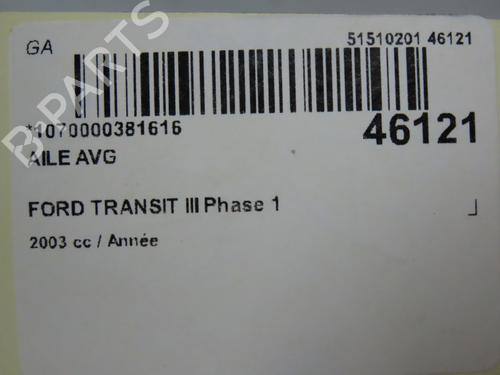 GA
51510201 46121
B-PARTS
*1070000381616
46121
AILE AVG
FORD TRANSIT III Phase 1
2003 cc / Année